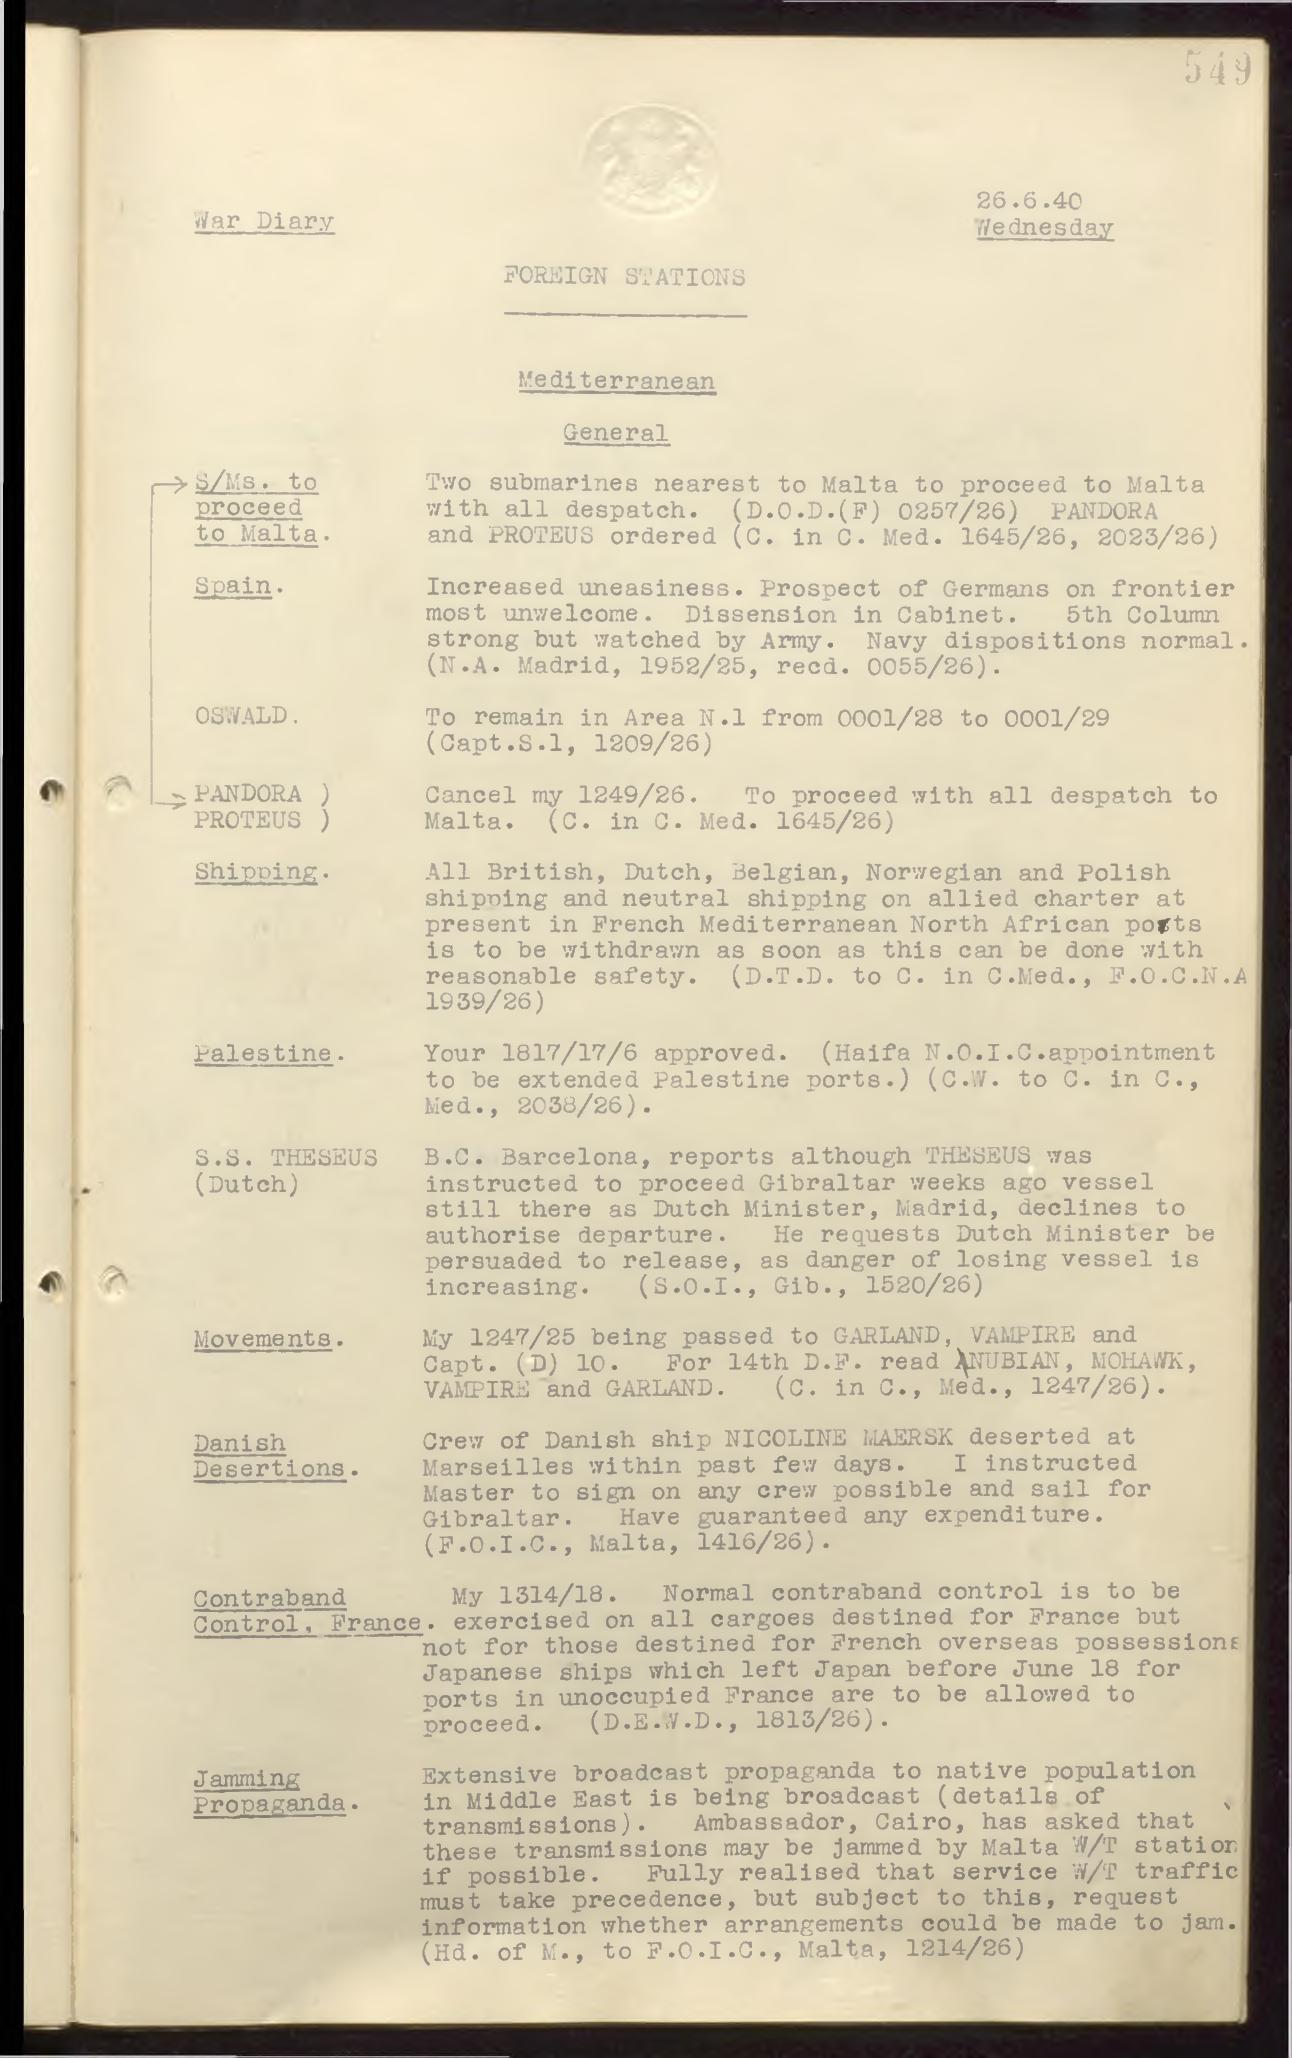 549
War Diary
26.6.40
Wednesday
FOREIGN STATIONS
Mediterranean
General
S/Ms. to
proceed
to Malta.
Two submarines nearest to Malta to proceed to Malta
with all despatch. (D.O.D.(F) 0257/26) PANDORA
and PROTEUS ordered (C. in C. Med. 1645/26, 2023/26)
Spain.
Increased uneasiness. Prospect of Germans on frontier
most unwelcome. Dissension in Cabinet. 5th Column
strong but watched by Army. Navy dispositions normal.
(N.A. Madrid, 1952/25, recd. 0055/26).
OSWALD.
To remain in Area N.1 from 0001/28 to 0001/29
(Capt.S.1, 1209/26)
PANDORA )
PROTEUS )
Cancel my 1249/26. To proceed with all despatch to
Malta. (C. in C. Med. 1645/26)
Shipping.
All British, Dutch, Belgian, Norwegian and Polish
shipping and neutral shipping on allied charter at
present in French Mediterranean North African ports
is to be withdrawn as soon as this can be done with
reasonable safety. (D.T.D. to C. in C.Med., F.O.C.N.A
1939/26)
Palestine.
Your 1817/17/6 approved. (Haifa N.O.I.C.appointment
to be extended Palestine ports.) (C.W. to C. in C.,
Med., 2038/26).
S.S. THESEUS
(Dutch)
B.C. Barcelona, reports although THESEUS was
instructed to proceed Gibraltar weeks ago vessel
still there as Dutch Minister, Madrid, declines to
authorise departure. He requests Dutch Minister be
persuaded to release, as danger of losing vessel is
increasing. (S.O.I., Gib., 1520/26)
Movements.
My 1247/25 being passed to GARLAND, VAMPIRE and
Capt. (D) 10. For 14th D.F. read NUBIAN, MOHAWK,
VAMPIRE and GARLAND. (C. in C., Med., 1247/26).
Danish
Desertions.
Crew of Danish ship NICOLINE MAERSK deserted at
Marseilles within past few days. I instructed
Master to sign on any crew possible and sail for
Gibraltar. Have guaranteed any expenditure.
(F.O.I.C., Malta, 1416/26).
Contraband
Control, France.
My 1314/18. Normal contraband control is to be
exercised on all cargoes destined for France but
not for those destined for French overseas possessions
Japanese ships which left Japan before June 18 for
ports in unoccupied France are to be allowed to
proceed. (D.E.W.D., 1813/26).
Jamming
Propaganda.
Extensive broadcast propaganda to native population
in Middle East is being broadcast (details of
transmissions). Ambassador, Cairo, has asked that
these transmissions may be jammed by Malta W/T station
if possible. Fully realised that service W/T traffic
must take precedence, but subject to this, request
information whether arrangements could be made to jam.
(Hd. of M., to F.O.I.C., Malta, 1214/26)